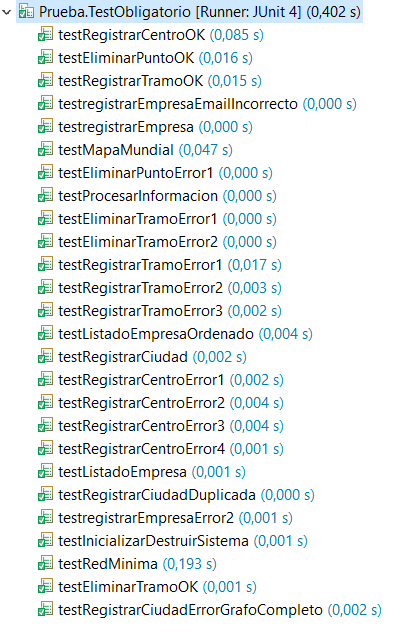 Prueba.TestObligatorio [Runner: JUnit 4] (0,402 s)
testRegistrarCentroOK (0,085 s)
testEliminarPuntoOK (0,016 s)
testRegistrarTramoOK (0,015 s)
testregistrarEmpresaEmailIncorrecto (0,000 s)
testregistrarEmpresa (0,000 s)
testMapaMundial (0,047 s)
testEliminarPuntoError1 (0,000 s)
testProcesarInformacion (0,000 s)
testEliminarTramoError1 (0,000 s)
testEliminarTramoError2 (0,000 s)
testRegistrarTramoError1 (0,017 s)
testRegistrarTramoError2 (0,003 s)
testRegistrarTramoError3 (0,002 s)
testListadoEmpresaOrdenado (0,004 s)
testRegistrarCiudad (0,002 s)
testRegistrarCentroError1 (0,002 s)
testRegistrarCentroError2 (0,004 s)
testRegistrarCentroError3 (0,004 s)
testRegistrarCentroError4 (0,001 s)
testListadoEmpresa (0,001 s)
testRegistrarCiudadDuplicada (0,000 s)
testregistrarEmpresaError2 (0,001 s)
testInicializarDestruirSistema (0,001 s)
testRedMinima (0,193 s)
testEliminarTramoOK (0,001 s)
testRegistrarCiudadErrorGrafoCompleto (0,002 s)